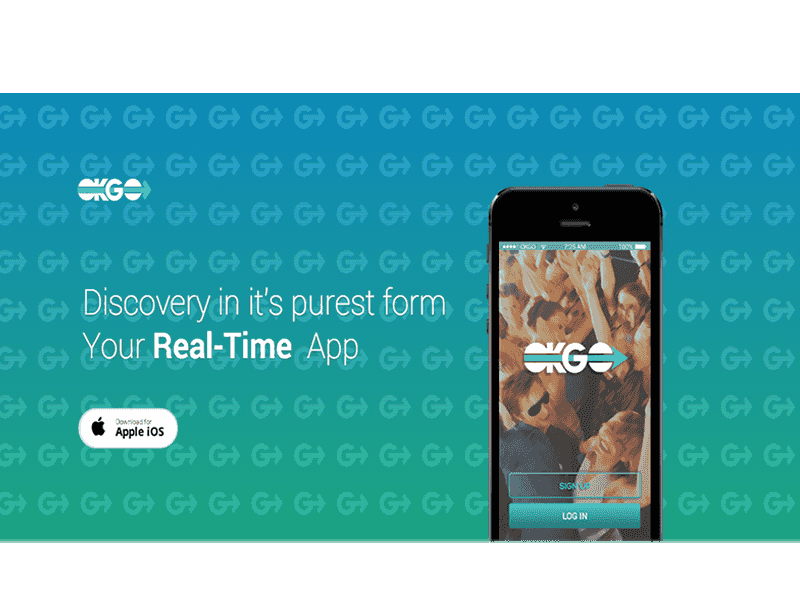 OKGO
Discovery in it's purest form
Your Real-Time App
Download for
Apple iOS
OKGO 7:25 AM 100%
OKGO
SIGN UP
LOG IN